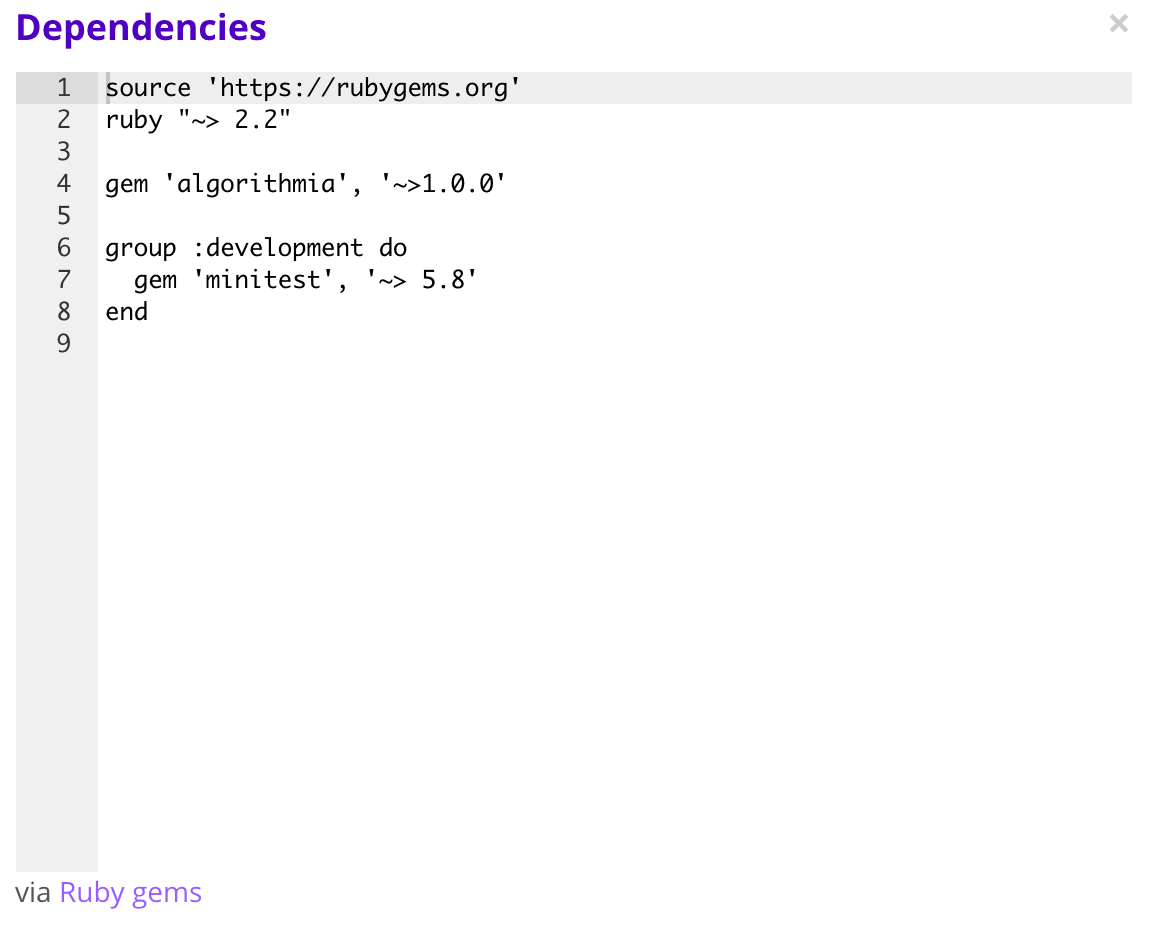 Dependencies ×
1 source 'https://rubygems.org'
2 ruby "~> 2.2"
3
4 gem 'algorithmia', '~>1.0.0'
5
6 group :development do
7   gem 'minitest', '~> 5.8'
8 end
9
via Ruby gems